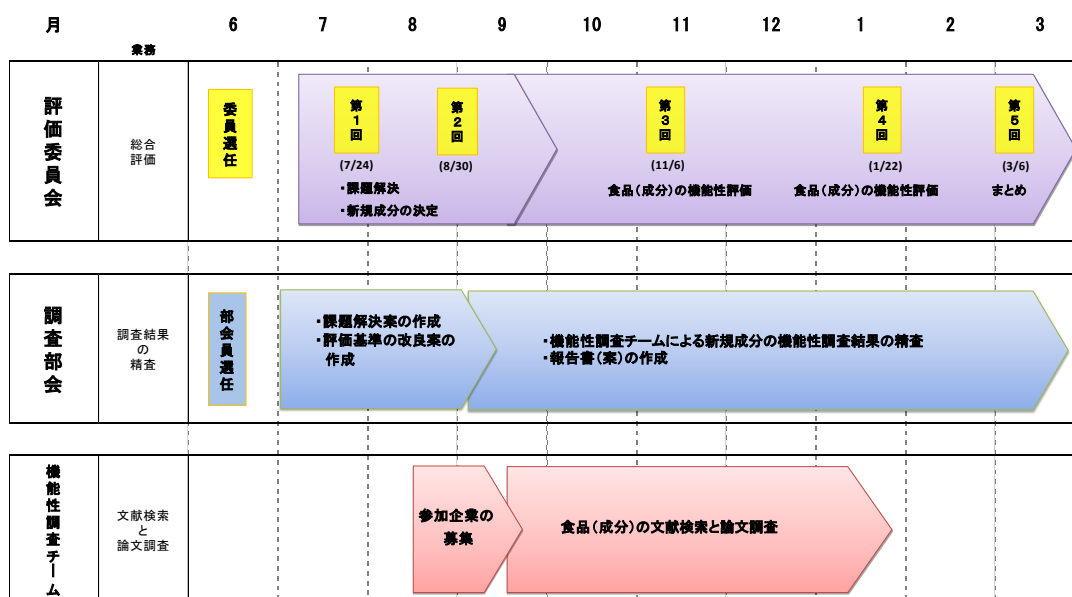 月 6 7 8 9 10 11 12 1 2 3
業務
評価委員会
総合
評価
委員選任
第1回
(7/24)
・課題解決
・新規成分の決定
第2回
(8/30)
第3回
(11/6)
食品(成分)の機能性評価
第4回
(1/22)
食品(成分)の機能性評価
第5回
(3/6)
まとめ
調査部会
調査結果
の
精査
部会員選任
・課題解決案の作成
・評価基準の改良案の
作成
・機能性調査チームによる新規成分の機能性調査結果の精査
・報告書(案)の作成
機能性調査チーム
文献検索
と
論文調査
参加企業の
募集
食品(成分)の文献検索と論文調査